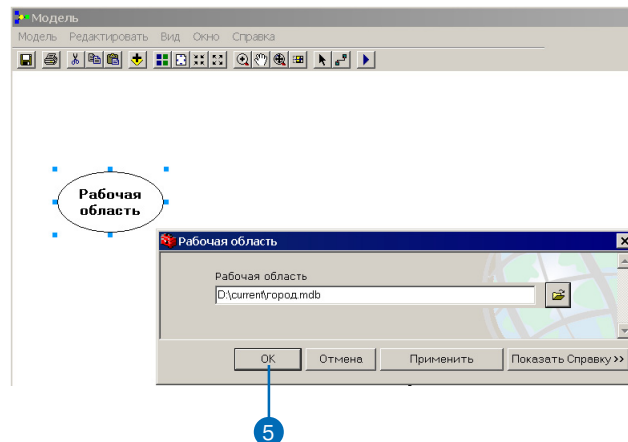 Модель
Модель Редактировать Вид Окно Справка
Рабочая
область
Рабочая область
Рабочая область
D:\current\город.mdb
OK Отмена Применить Показать Справку >>
5